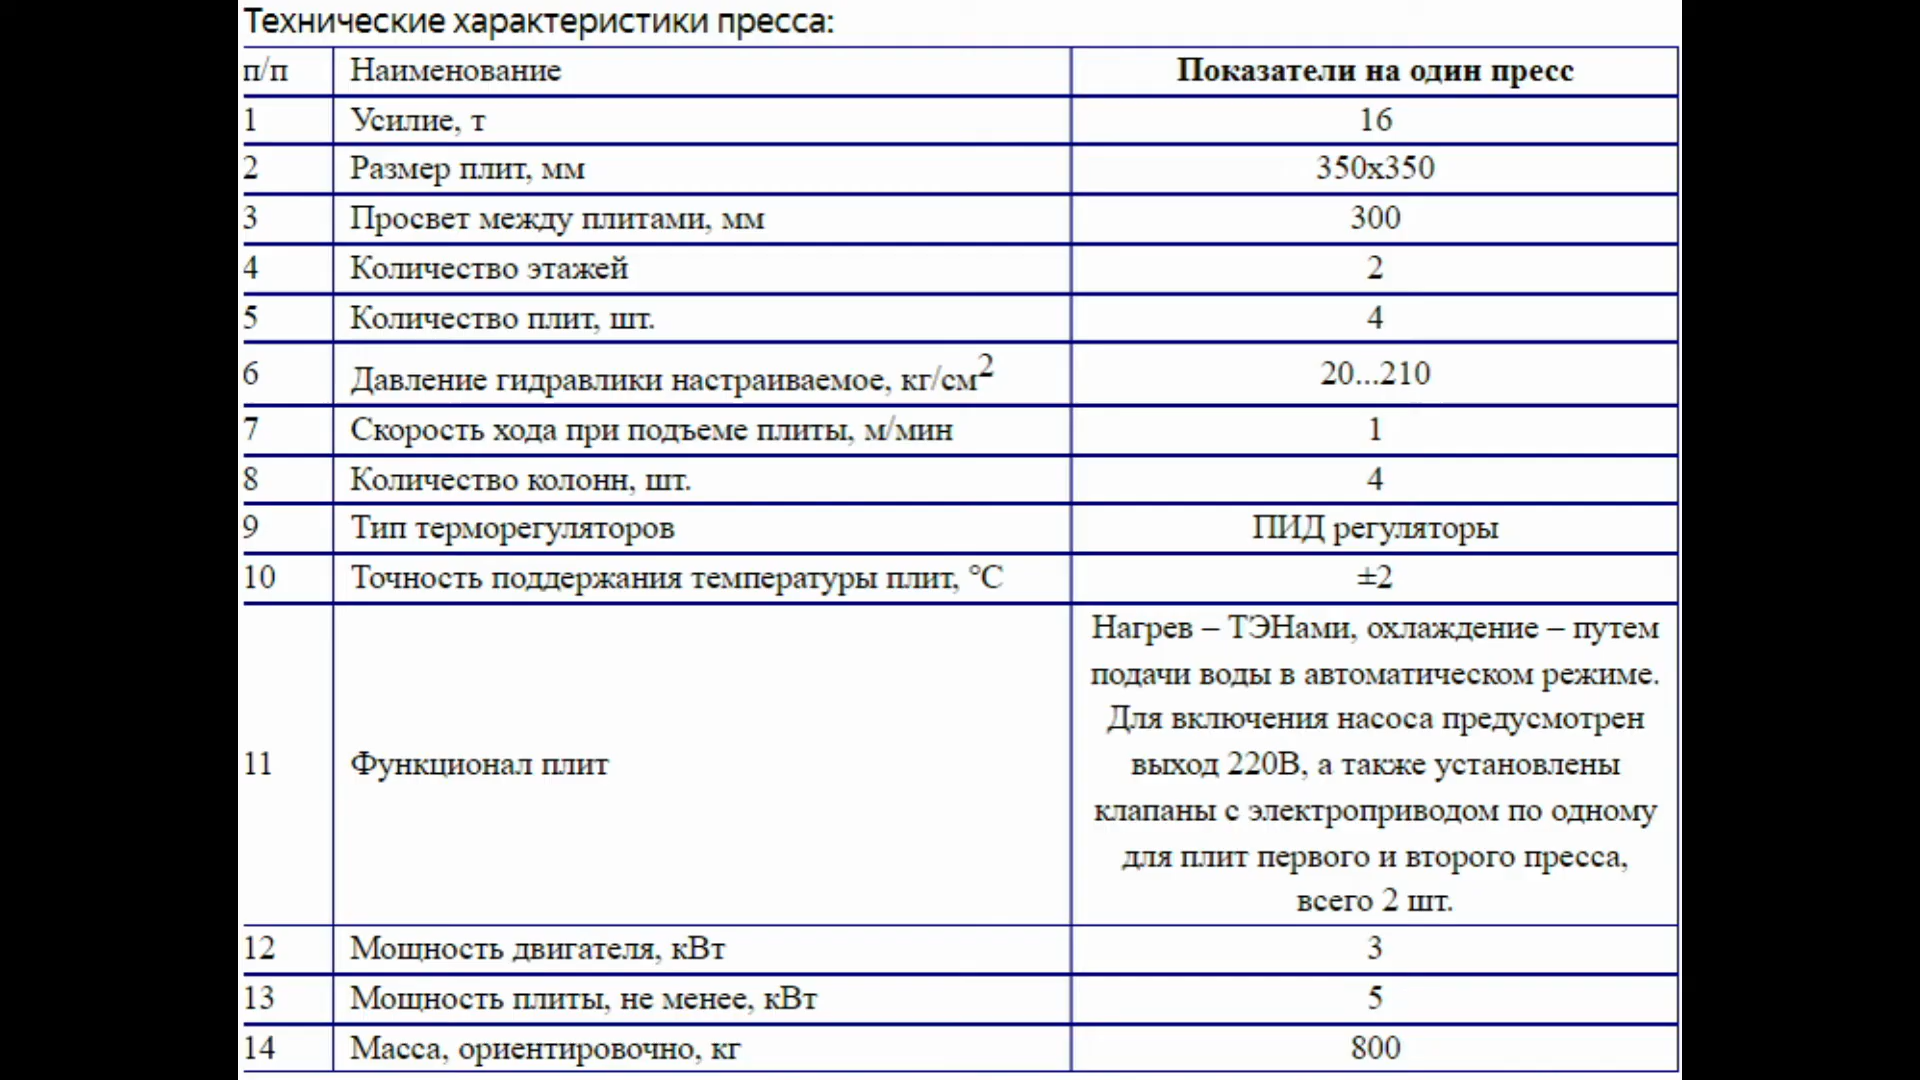 Технические характеристики пресса:
п/п Наименование Показатели на один пресс
1 Усилие, т 16
2 Размер плит, мм 350х350
3 Просвет между плитами, мм 300
4 Количество этажей 2
5 Количество плит, шт. 4
6 Давление гидравлики настраиваемое, кг/см² 20...210
7 Скорость хода при подъеме плиты, м/мин 1
8 Количество колонн, шт. 4
9 Тип терморегуляторов ПИД регуляторы
10 Точность поддержания температуры плит, °С ±2
11 Функционал плит
Нагрев – ТЭНами, охлаждение – путем
подачи воды в автоматическом режиме.
Для включения насоса предусмотрен
выход 220В, а также установлены
клапаны с электроприводом по одному
для плит первого и второго пресса,
всего 2 шт.
12 Мощность двигателя, кВт 3
13 Мощность плиты, не менее, кВт 5
14 Масса, ориентировочно, кг 800